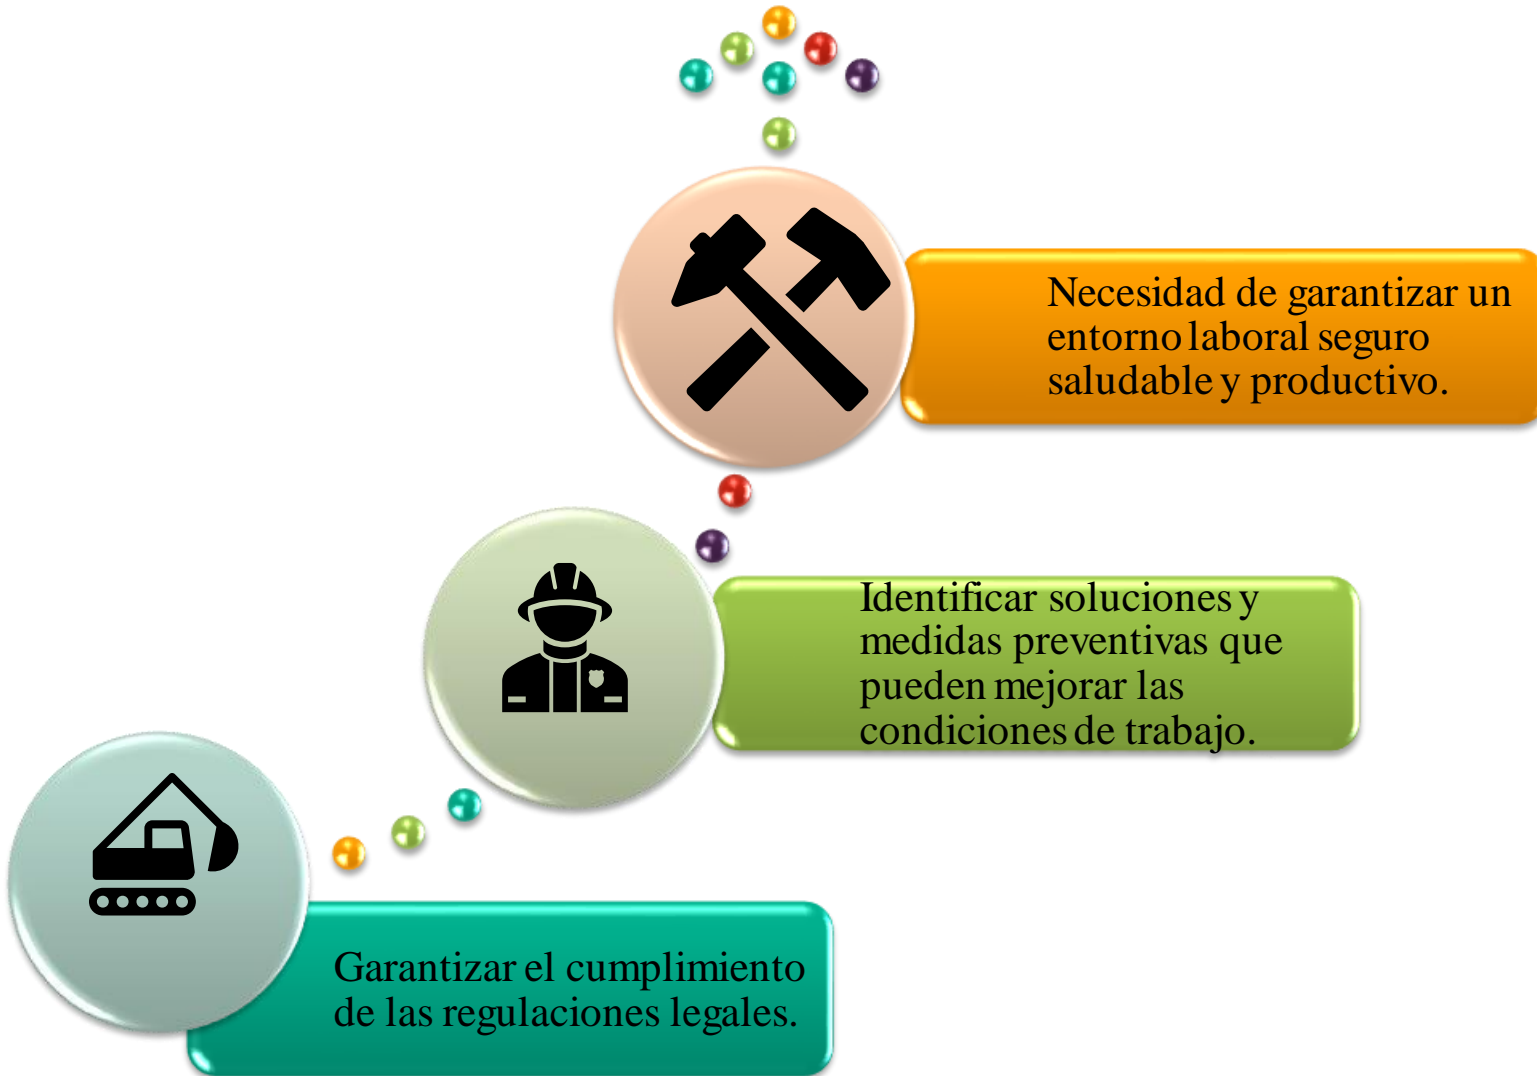 Necesidad de garantizar un
entorno laboral seguro
saludable y productivo.
Identificar soluciones y
medidas preventivas que
pueden mejorar las
condiciones de trabajo.
Garantizar el cumplimiento
de las regulaciones legales.